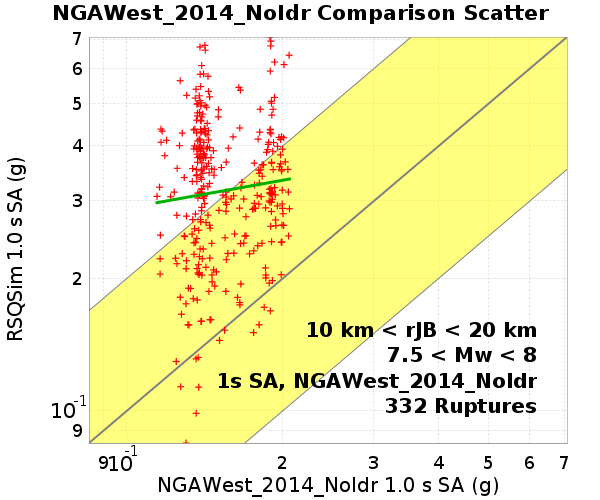 NGAWest_2014_NoIdr Comparison Scatter
7
6
5
4
3
2
10-1
9
RSQSim 1.0 s SA (g)
10 km < rJB < 20 km
7.5 < Mw < 8
1s SA, NGAWest_2014_NoIdr
332 Ruptures
9 10-1 2 3 4 5 6 7
NGAWest_2014_NoIdr 1.0 s SA (g)